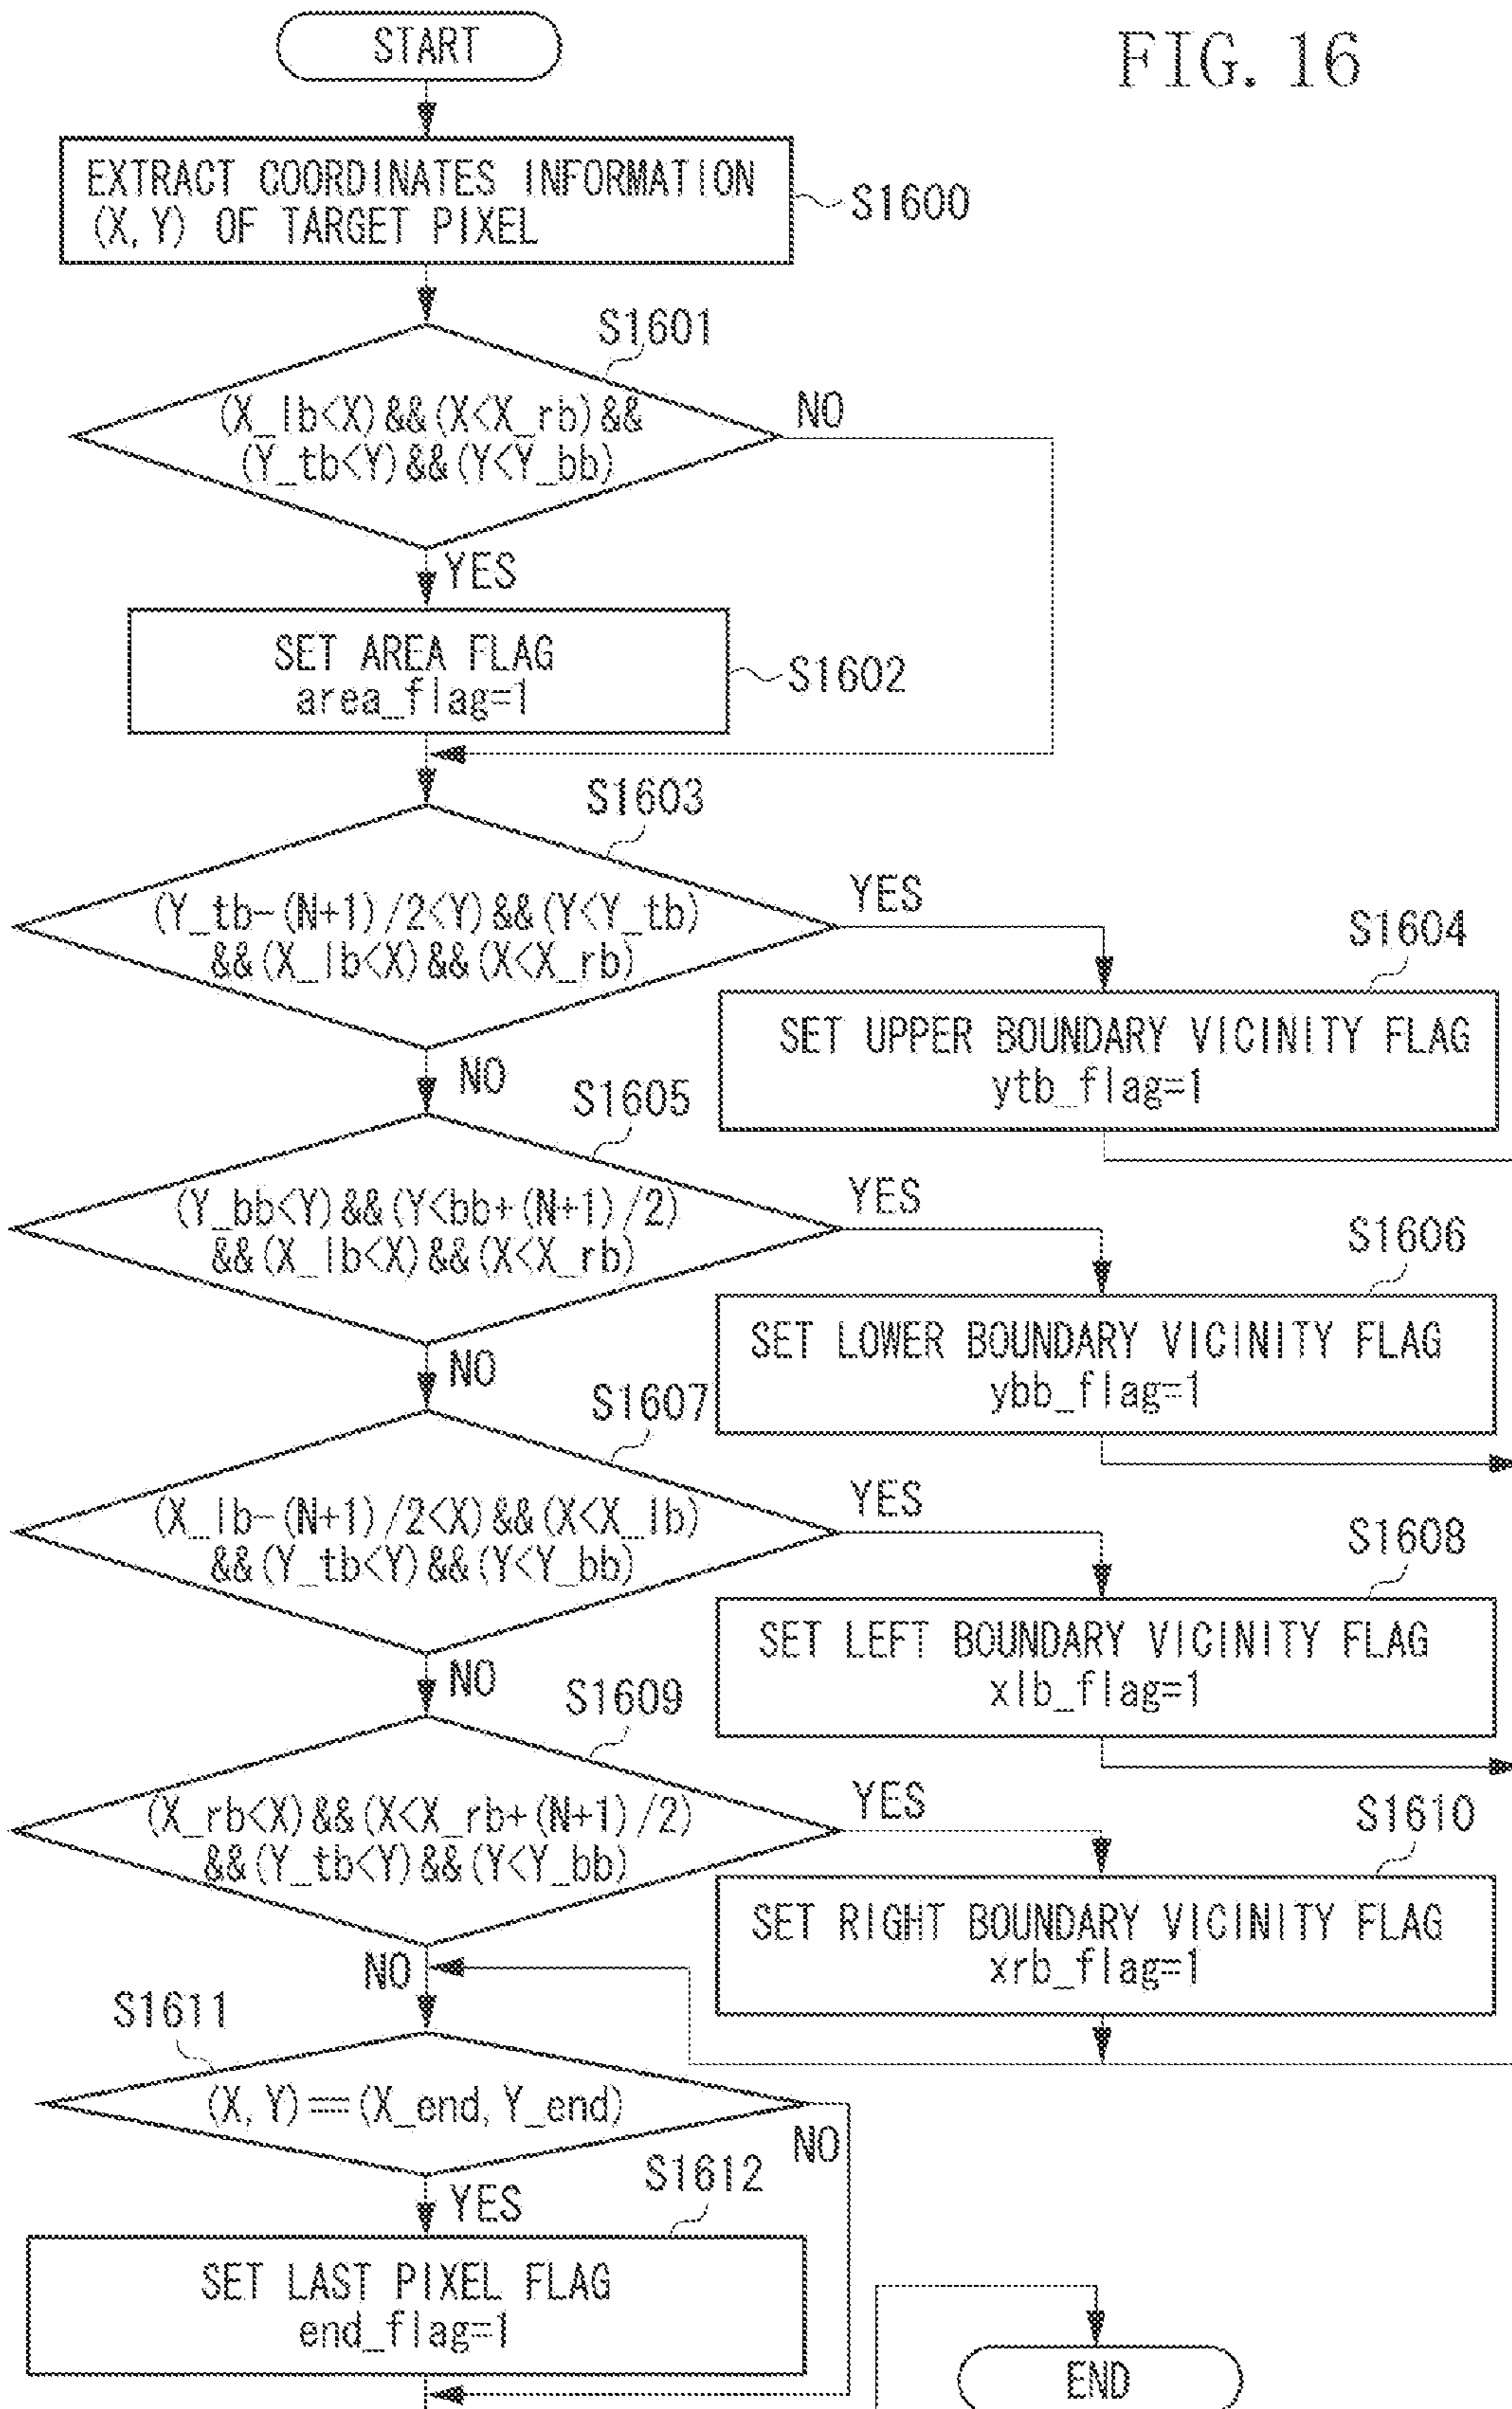 FIG. 16
START
EXTRACT COORDINATES INFORMATION
(X, Y) OF TARGET PIXEL
S1600
S1601
(X_lb<X)&&(X<X_rb)&&
(Y_tb<Y)&&(Y<Y_bb)
NO
YES
SET AREA FLAG
area_flag=1
S1602
S1603
(Y_tb-(N+1)/2<Y)&&(Y<Y_tb)
&&(X_lb<X)&&(X<X_rb)
YES
NO
S1604
SET UPPER BOUNDARY VICINITY FLAG
ytb_flag=1
S1605
(Y_bb<Y)&&(Y<bb+(N+1)/2)
&&(X_lb<X)&&(X<X_rb)
YES
NO
S1606
SET LOWER BOUNDARY VICINITY FLAG
ybb_flag=1
S1607
(X_lb-(N+1)/2<X)&&(X<X_lb)
&&(Y_tb<Y)&&(Y<Y_bb)
YES
NO
S1608
SET LEFT BOUNDARY VICINITY FLAG
xlb_flag=1
S1609
(X_rb<X)&&(X<X_rb+(N+1)/2)
&&(Y_tb<Y)&&(Y<Y_bb)
YES
NO
S1610
SET RIGHT BOUNDARY VICINITY FLAG
xrb_flag=1
S1611
(X, Y)==(X_end, Y_end)
NO
YES
S1612
SET LAST PIXEL FLAG
end_flag=1
END